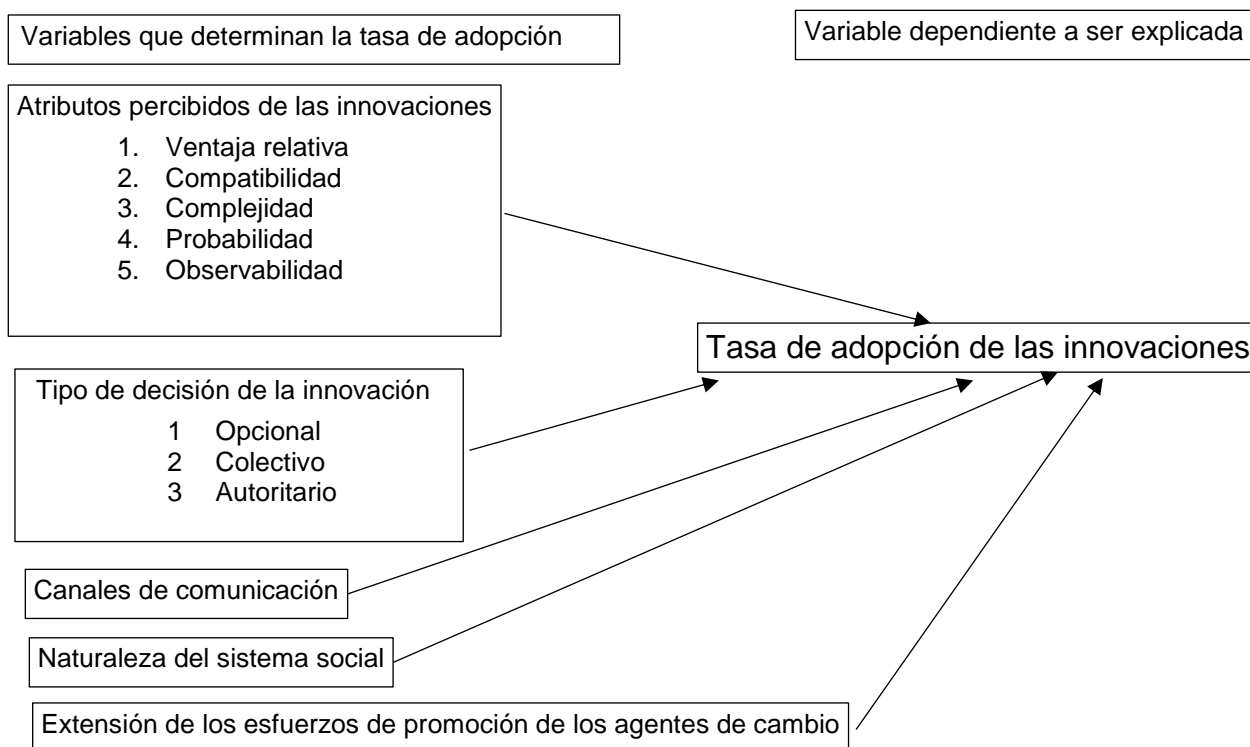 Variables que determinan la tasa de adopción
Variable dependiente a ser explicada
Atributos percibidos de las innovaciones
1. Ventaja relativa
2. Compatibilidad
3. Complejidad
4. Probabilidad
5. Observabilidad
Tasa de adopción de las innovaciones
Tipo de decisión de la innovación
1 Opcional
2 Colectivo
3 Autoritario
Canales de comunicación
Naturaleza del sistema social
Extensión de los esfuerzos de promoción de los agentes de cambio